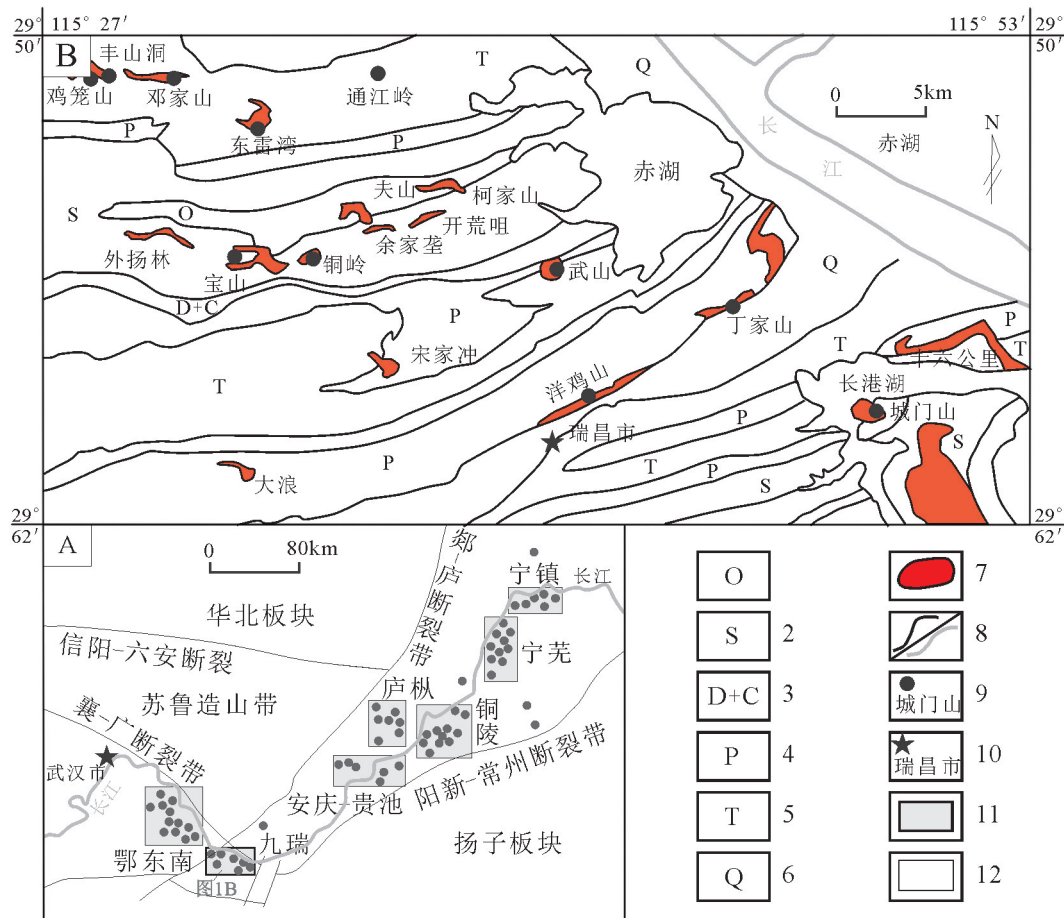 29° 115° 27′
115° 53′ 29°
50′
50′
B
丰山洞
鸡笼山
邓家山
通江岭
T
Q
0 5km
长
江
赤湖
N
P
东雷湾
P
赤湖
夫山
柯家山
S
O
开荒咀
余家垄
外扬林
宝山
铜岭
武山
Q
D+C
P
丁家山
P
T
T
宋家冲
T
丰六公里
洋鸡山
长港湖
城门山
P
瑞昌市
S
P
T
P
大浪
S
29°
62′
29°
62′
A
0 80km
郯-庐断裂带
宁镇
长江
华北板块
信阳-六安断裂
宁芜
庐枞
苏鲁造山带
铜陵
襄-广断裂带
武汉市
长江
安庆-贵池
阳新-常州断裂带
九瑞
扬子板块
鄂东南
图1B
O
7
S 2
8
D+C 3
城门山 9
P 4
瑞昌市 10
T 5
11
Q 6
12